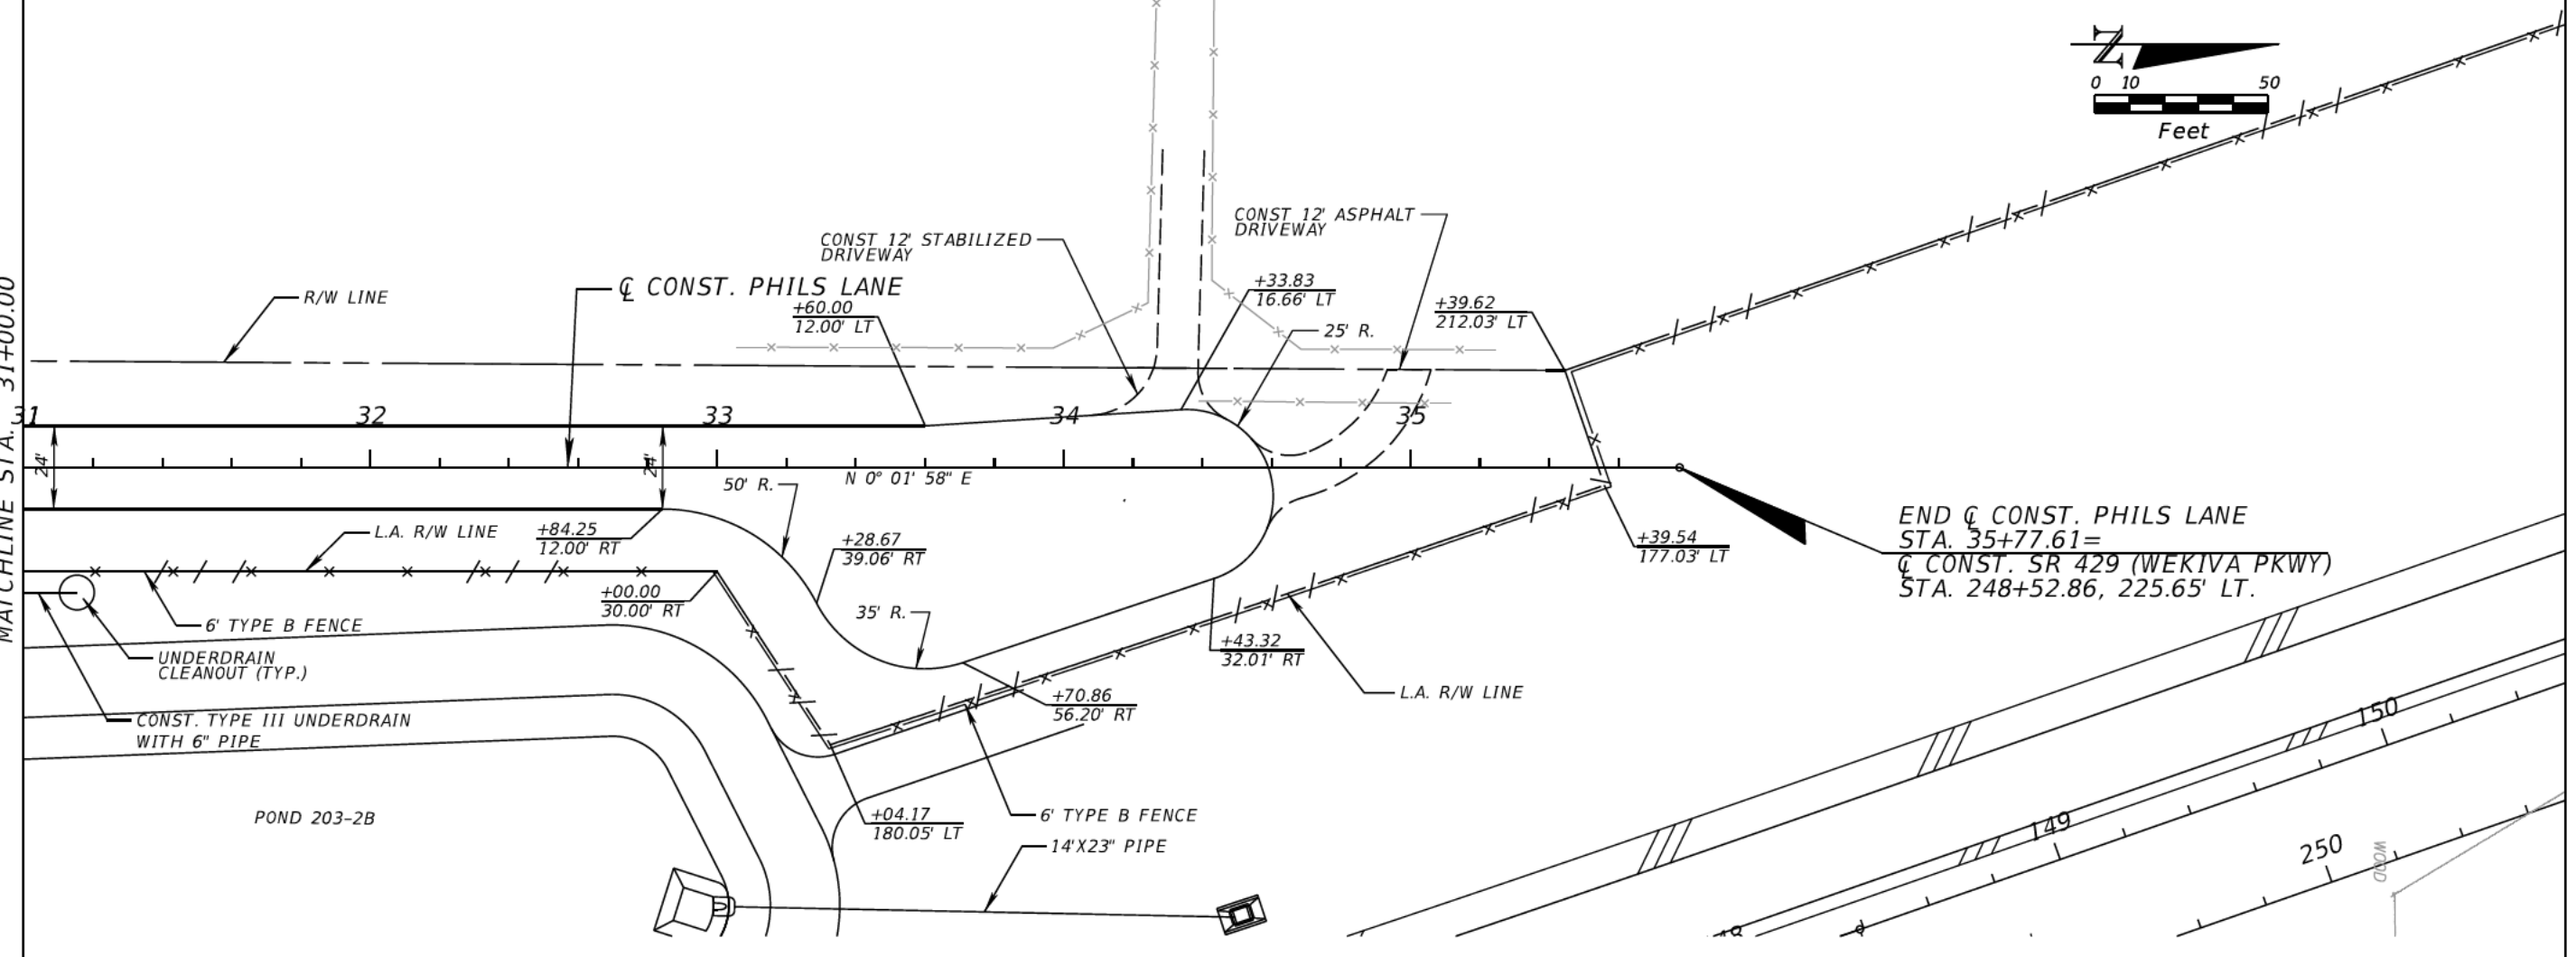 N
0 10 50
Feet
MATCHLINE STA. 31+00.00
R/W LINE
℄ CONST. PHILS LANE
+60.00
12.00' LT
CONST 12' STABILIZED
DRIVEWAY
CONST 12' ASPHALT
DRIVEWAY
+33.83
16.66' LT
25' R.
+39.62
212.03' LT
31
32
33
34
35
24'
24'
N 0° 01' 58" E
50' R.
L.A. R/W LINE
+84.25
12.00' RT
+28.67
39.06' RT
+00.00
30.00' RT
35' R.
6' TYPE B FENCE
UNDERDRAIN
CLEANOUT (TYP.)
CONST. TYPE III UNDERDRAIN
WITH 6" PIPE
POND 203-2B
+70.86
56.20' RT
+43.32
32.01' RT
+39.54
177.03' LT
L.A. R/W LINE
END ℄ CONST. PHILS LANE
STA. 35+77.61=
℄ CONST. SR 429 (WEKIVA PKWY)
STA. 248+52.86, 225.65' LT.
+04.17
180.05' LT
6' TYPE B FENCE
14'X23" PIPE
149
150
250
WOOD